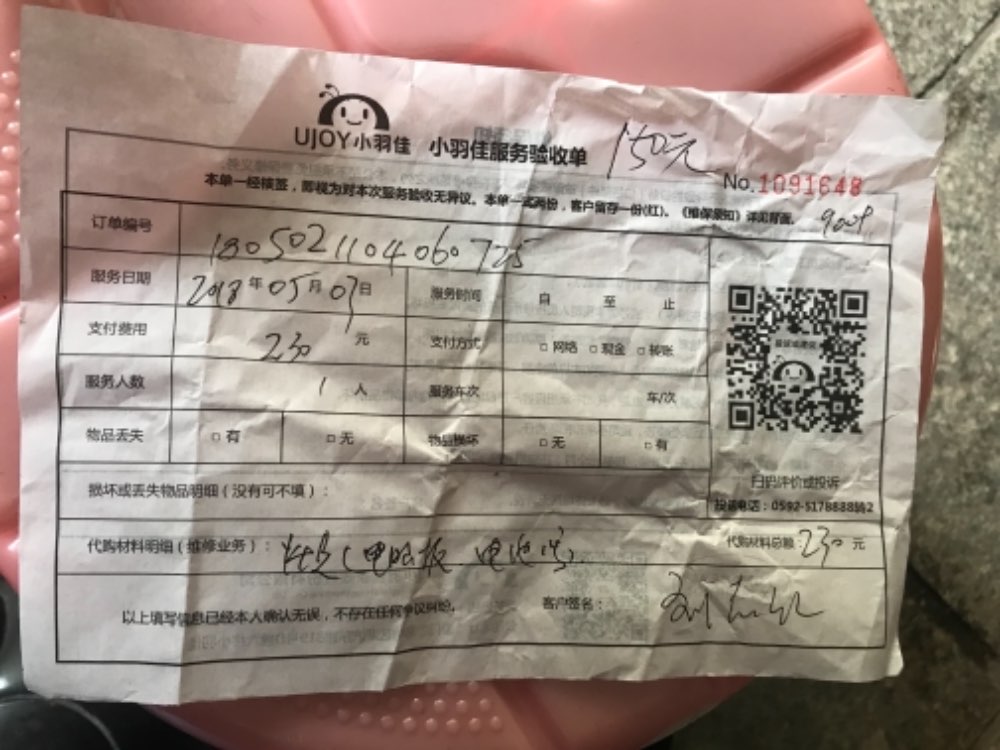 UJOY小羽佳 小羽佳服务验收单 150元
No.1091648
本单一经核签，即视为对本次服务验收无异议。本单一式两份，客户留存一份(红)。《维保须知》详见背面。
订单编号 1805021104060725
服务日期 2018年05月03日 服务时间 自 至 止
支付费用 230 元 支付方式 □网络 □现金 □转账
服务人数 1人 服务车次 车/次
物品丢失 □有 □无 物品损坏 □无 □有
扫码评价或投诉
损坏或丢失物品明细（没有可不填）：
投诉电话：0592-5178888转2
代购材料明细（维修业务）： (电脑板
代购材料总额：230元
以上填写信息已经本人确认无误，不存在任何争议纠纷。 客户签名：